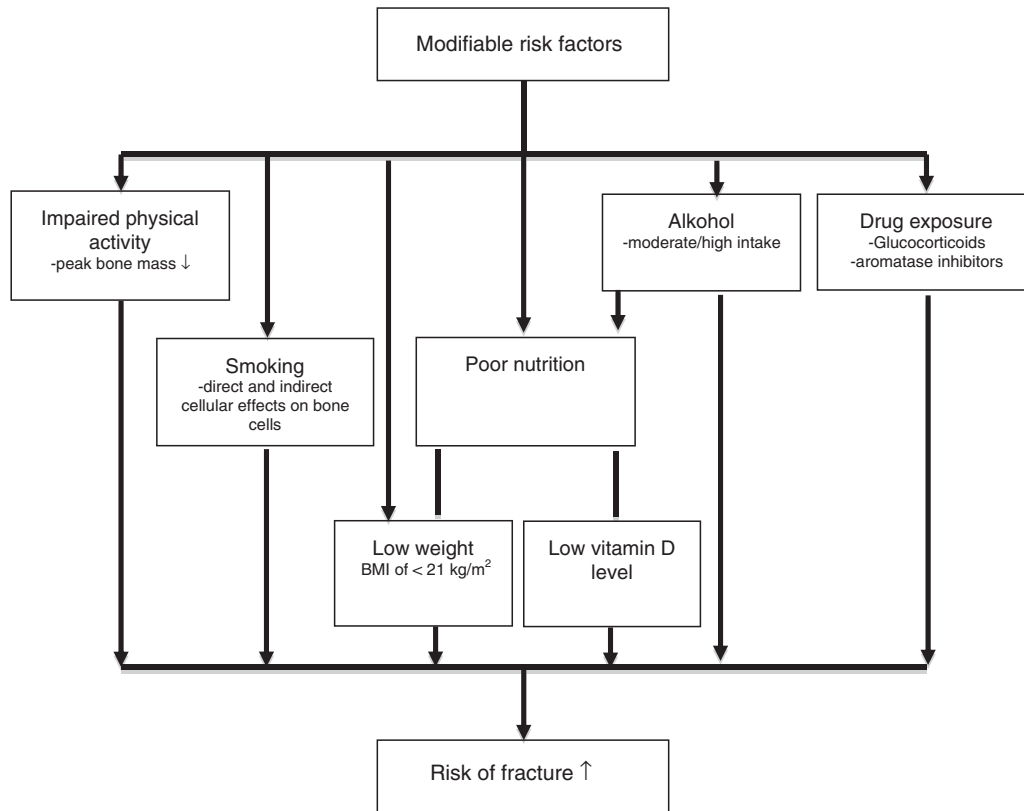 Modifiable risk factors
Impaired physical
activity
-peak bone mass ↓
Alkohol
-moderate/high intake
Drug exposure
-Glucocorticoids
-aromatase inhibitors
Smoking
-direct and indirect
cellular effects on bone
cells
Poor nutrition
Low weight
BMI of < 21 kg/m²
Low vitamin D
level
Risk of fracture ↑